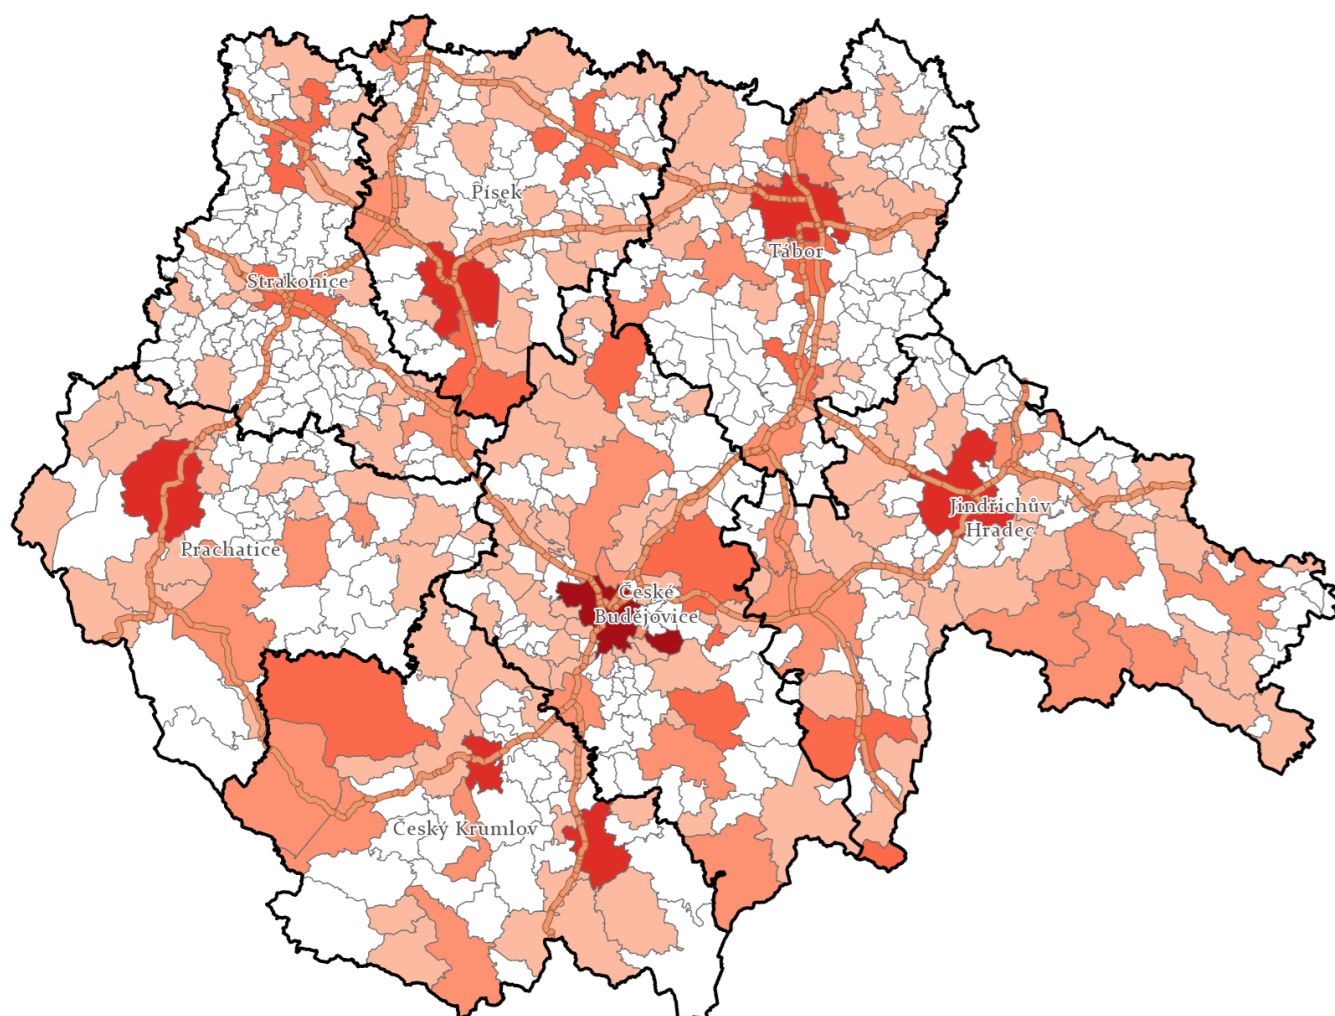 Písek
Tábor
Strakonice
Jindřichův
Hradec
Prachatice
České
Budějovice
Český Krumlov